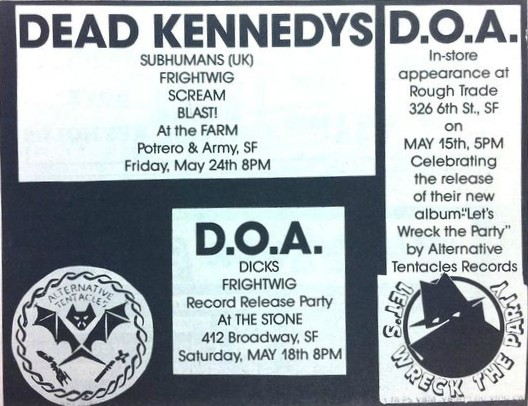 DEAD KENNEDYS
SUBHUMANS (UK)
FRIGHTWIG
SCREAM
BLAST!
At the FARM
Potrero & Army, SF
Friday, May 24th 8PM
D.O.A.
In-store
appearance at
Rough Trade
326 6th St., SF
on
MAY 15th, 5PM
Celebrating
the release
of their new
album-"Let's
Wreck the Party"
by Alternative
Tentacles Records
D.O.A.
DICKS
FRIGHTWIG
Record Release Party
At THE STONE
412 Broadway, SF
Saturday, MAY 18th 8PM
ALTERNATIVE
TENTACLES
LET'S WRECK THE PARTY